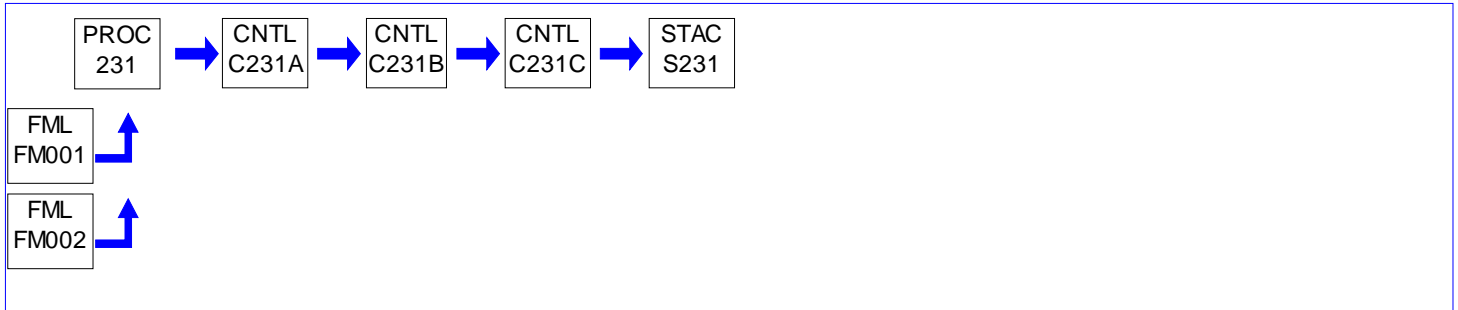 PROC
231
CNTL
C231A
CNTL
C231B
CNTL
C231C
STAC
S231
FML
FM001
FML
FM002